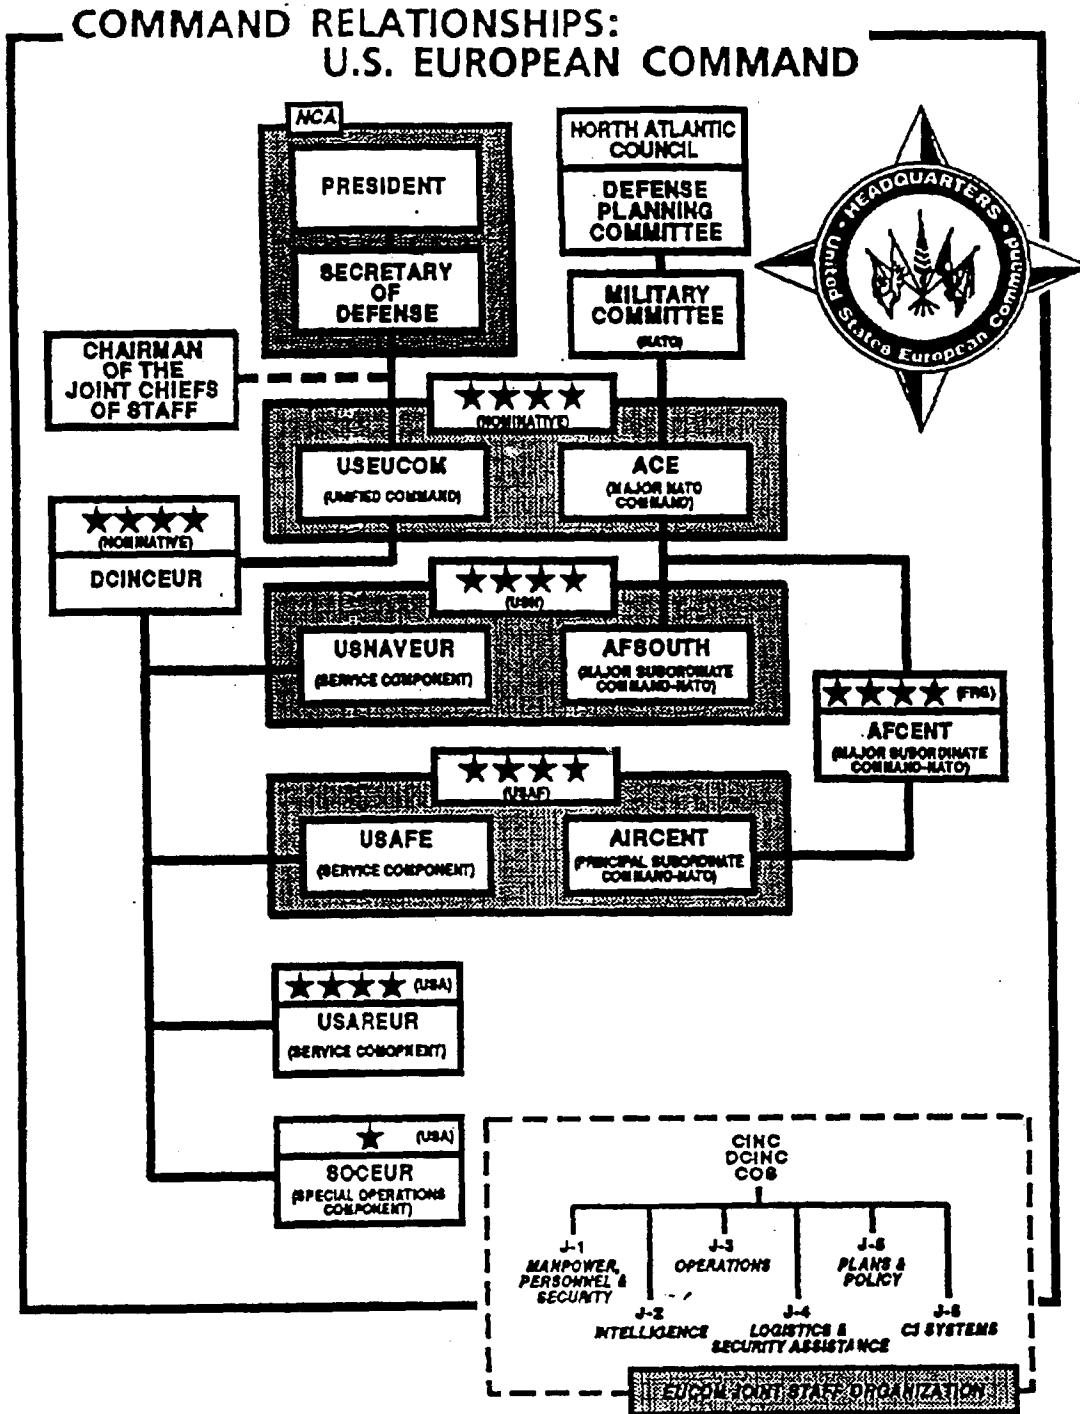 COMMAND RELATIONSHIPS:
U.S. EUROPEAN COMMAND
NCA
PRESIDENT
SECRETARY
OF
DEFENSE
NORTH ATLANTIC
COUNCIL
DEFENSE
PLANNING
COMMITTEE
MILITARY
COMMITTEE
(NATO)
HEADQUARTERS
United States European Command
CHAIRMAN
OF THE
JOINT CHIEFS
OF STAFF
(NOMINATIVE)
USEUCOM
(UNIFIED COMMAND)
ACE
(MAJOR NATO
COMMAND)
(NOMINATIVE)
DCINCEUR
(USN)
USNAVEUR
(SERVICE COMPONENT)
AFSOUTH
(MAJOR SUBORDINATE
COMMAND-NATO)
(FRG)
AFCENT
(MAJOR SUBORDINATE
COMMAND-NATO)
(USAF)
USAFE
(SERVICE COMPONENT)
AIRCENT
(PRINCIPAL SUBORDINATE
COMMAND-NATO)
(USA)
USAREUR
(SERVICE COMOPNENT)
(USA)
SOCEUR
(SPECIAL OPERATIONS
COMPONENT)
CINC
DCINC
COS
J-1
MANPOWER,
PERSONNEL &
SECURITY
J-2
INTELLIGENCE
J-3
OPERATIONS
J-4
LOGISTICS &
SECURITY ASSISTANCE
J-5
PLANS &
POLICY
J-6
C3 SYSTEMS
EUCOM JOINT STAFF ORGANIZATION